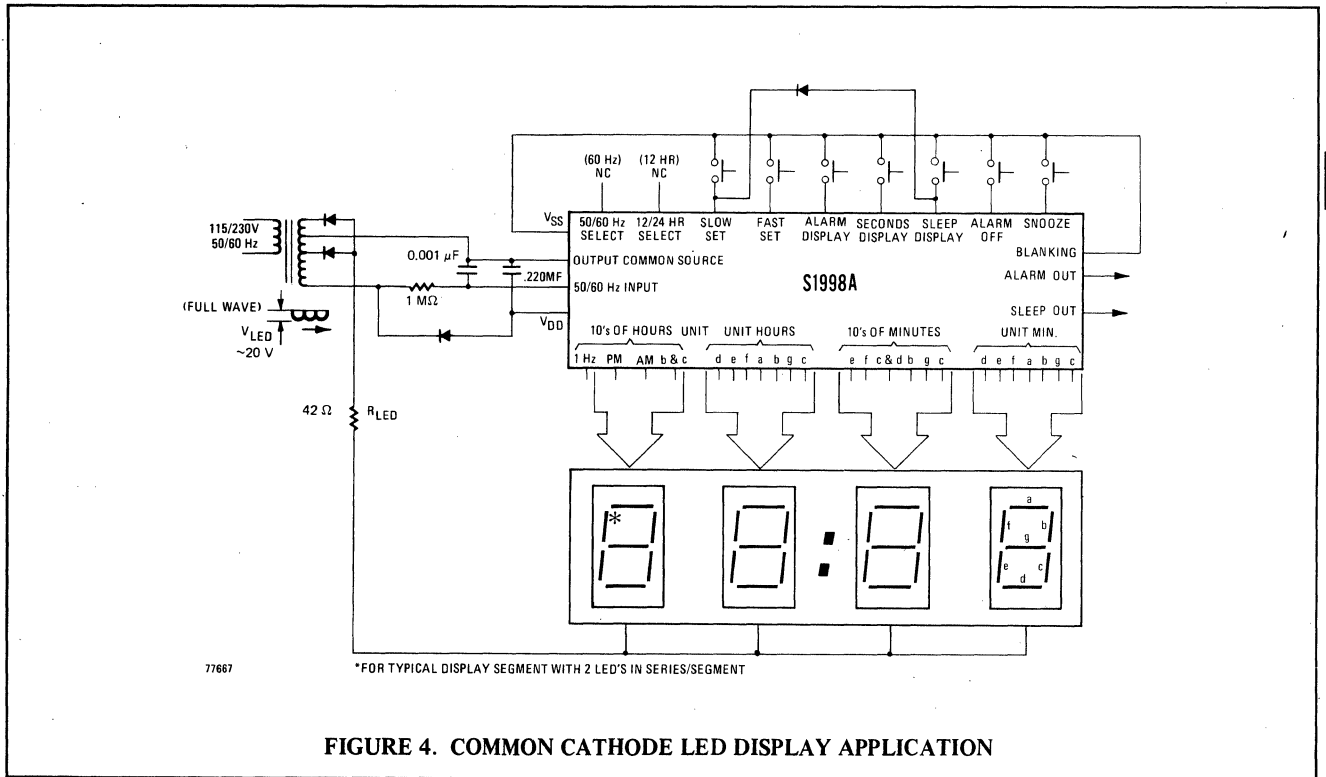 (60 Hz)
NC
(12 HR)
NC
VSS
50/60 Hz
SELECT
12/24 HR
SELECT
SLOW
SET
FAST
SET
ALARM
DISPLAY
SECONDS
DISPLAY
SLEEP
DISPLAY
ALARM
OFF
SNOOZE
115/230V
50/60 Hz
0.001 µF
.220MF
OUTPUT COMMON SOURCE
BLANKING
S1998A
ALARM OUT
1 MΩ
50/60 Hz INPUT
(FULL WAVE)
VLED
~20 V
VDD
SLEEP OUT
10's OF HOURS UNIT
UNIT HOURS
10's OF MINUTES
UNIT MIN.
1 Hz PM AM b & c
d e f a b g c
e f c & d b g c
d e f a b g c
42 Ω RLED
*
a
f b
g
e c
d
77667
*FOR TYPICAL DISPLAY SEGMENT WITH 2 LED'S IN SERIES/SEGMENT
FIGURE 4. COMMON CATHODE LED DISPLAY APPLICATION